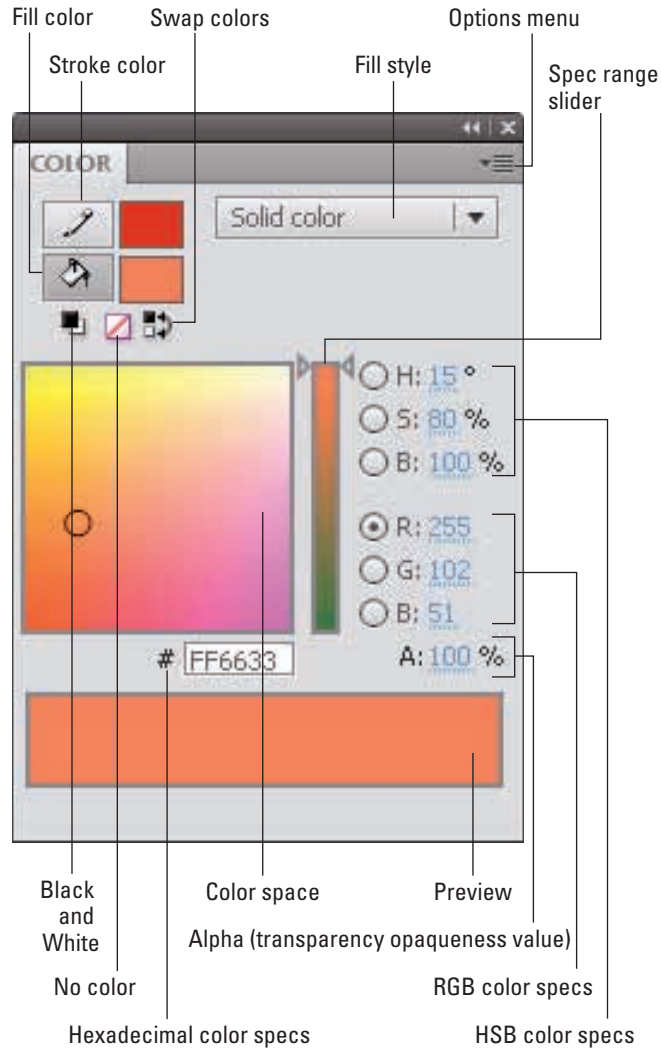 Fill color
Swap colors
Options menu
Stroke color
Fill style
Spec range
slider
COLOR
Solid color
H: 15 °
S: 80 %
B: 100 %
R: 255
G: 102
B: 51
# FF6633
A: 100 %
Black
and
White
Color space
Preview
Alpha (transparency opaqueness value)
No color
RGB color specs
Hexadecimal color specs
HSB color specs